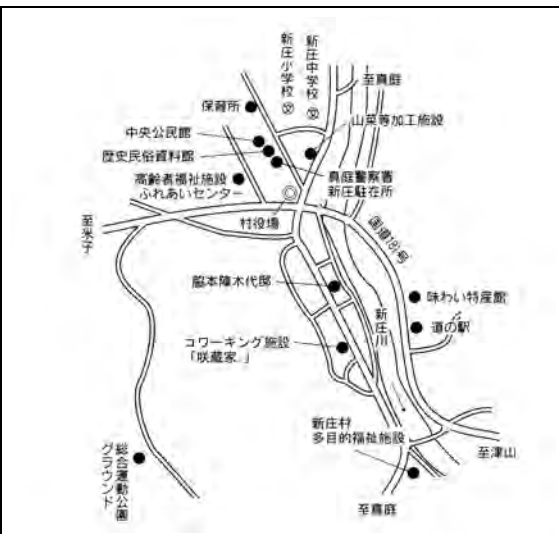 新庄小学校
新庄中学校
至真庭
保育所
山菜等加工施設
中央公民館
歴史民俗資料館
真庭警察署
新庄駐在所
高齢者福祉施設
ふれあいセンター
村役場
至米子
国道181号
脇本陣木代邸
新庄川
味わい特産館
道の駅
コワーキング施設
「咲蔵家」
新庄村
多目的福祉施設
至津山
総合運動公園
グラウンド
至真庭